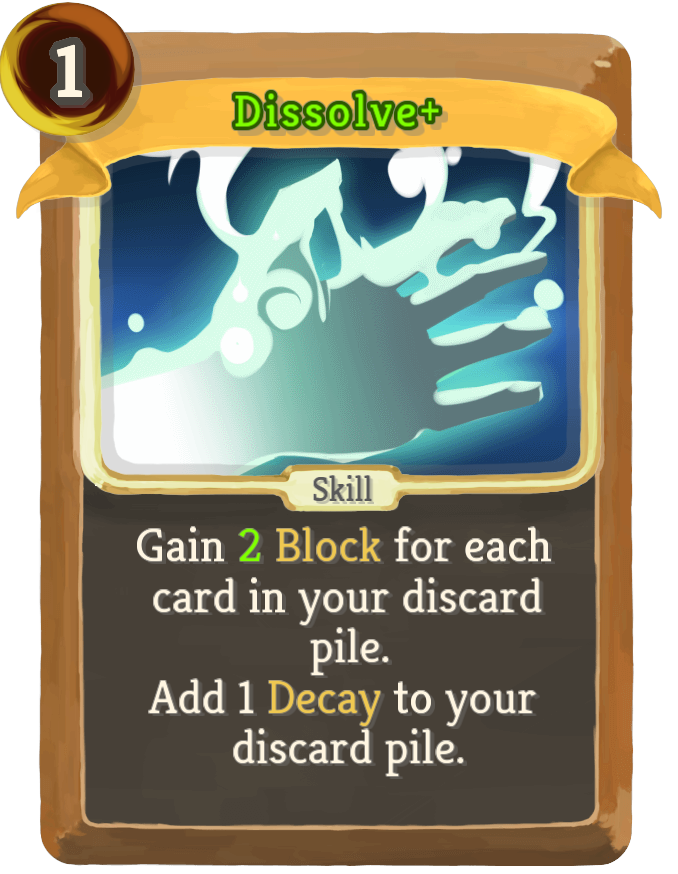 1
Dissolve+
Skill
Gain 2 Block for each
card in your discard
pile.
Add 1 Decay to your
discard pile.